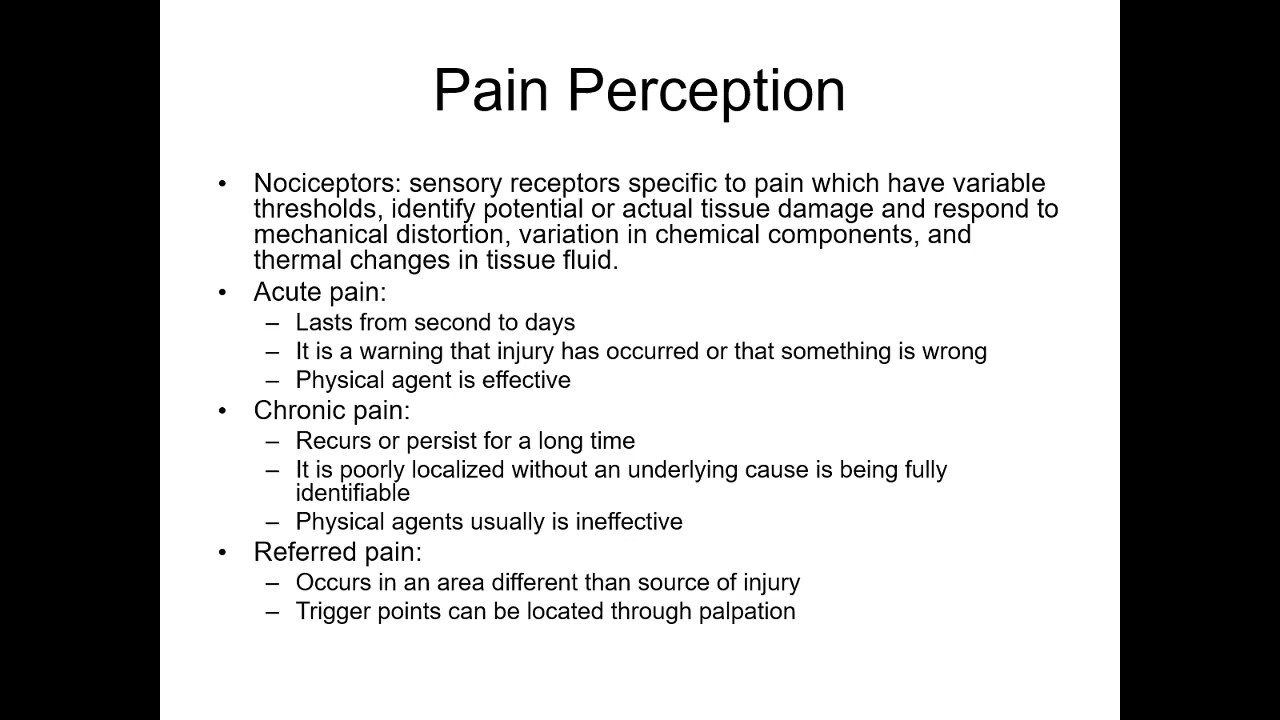 Pain Perception
• Nociceptors: sensory receptors specific to pain which have variable
thresholds, identify potential or actual tissue damage and respond to
mechanical distortion, variation in chemical components, and
thermal changes in tissue fluid.
• Acute pain:
– Lasts from second to days
– It is a warning that injury has occurred or that something is wrong
– Physical agent is effective
• Chronic pain:
– Recurs or persist for a long time
– It is poorly localized without an underlying cause is being fully
identifiable
– Physical agents usually is ineffective
• Referred pain:
– Occurs in an area different than source of injury
– Trigger points can be located through palpation